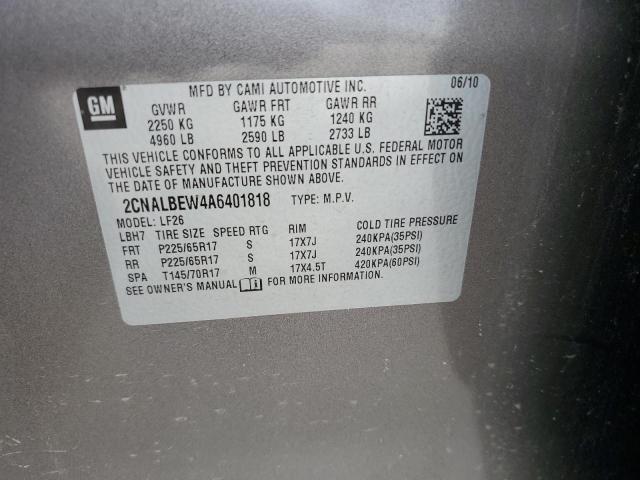 GM
MFD BY CAMI AUTOMOTIVE INC. 06/10
GVWR GAWR FRT GAWR RR
2250 KG 1175 KG 1240 KG
4960 LB 2590 LB 2733 LB
THIS VEHICLE CONFORMS TO ALL APPLICABLE U.S. FEDERAL MOTOR
VEHICLE SAFETY AND THEFT PREVENTION STANDARDS IN EFFECT ON
THE DATE OF MANUFACTURE SHOWN ABOVE.
2CNALBEW4A6401818 TYPE: M.P.V.
MODEL: LF26
LBH7 TIRE SIZE SPEED RTG RIM COLD TIRE PRESSURE
FRT P225/65R17 S 17X7J 240KPA(35PSI)
RR P225/65R17 S 17X7J 240KPA(35PSI)
SPA T145/70R17 M 17X4.5T 420KPA(60PSI)
SEE OWNER'S MANUAL FOR MORE INFORMATION.